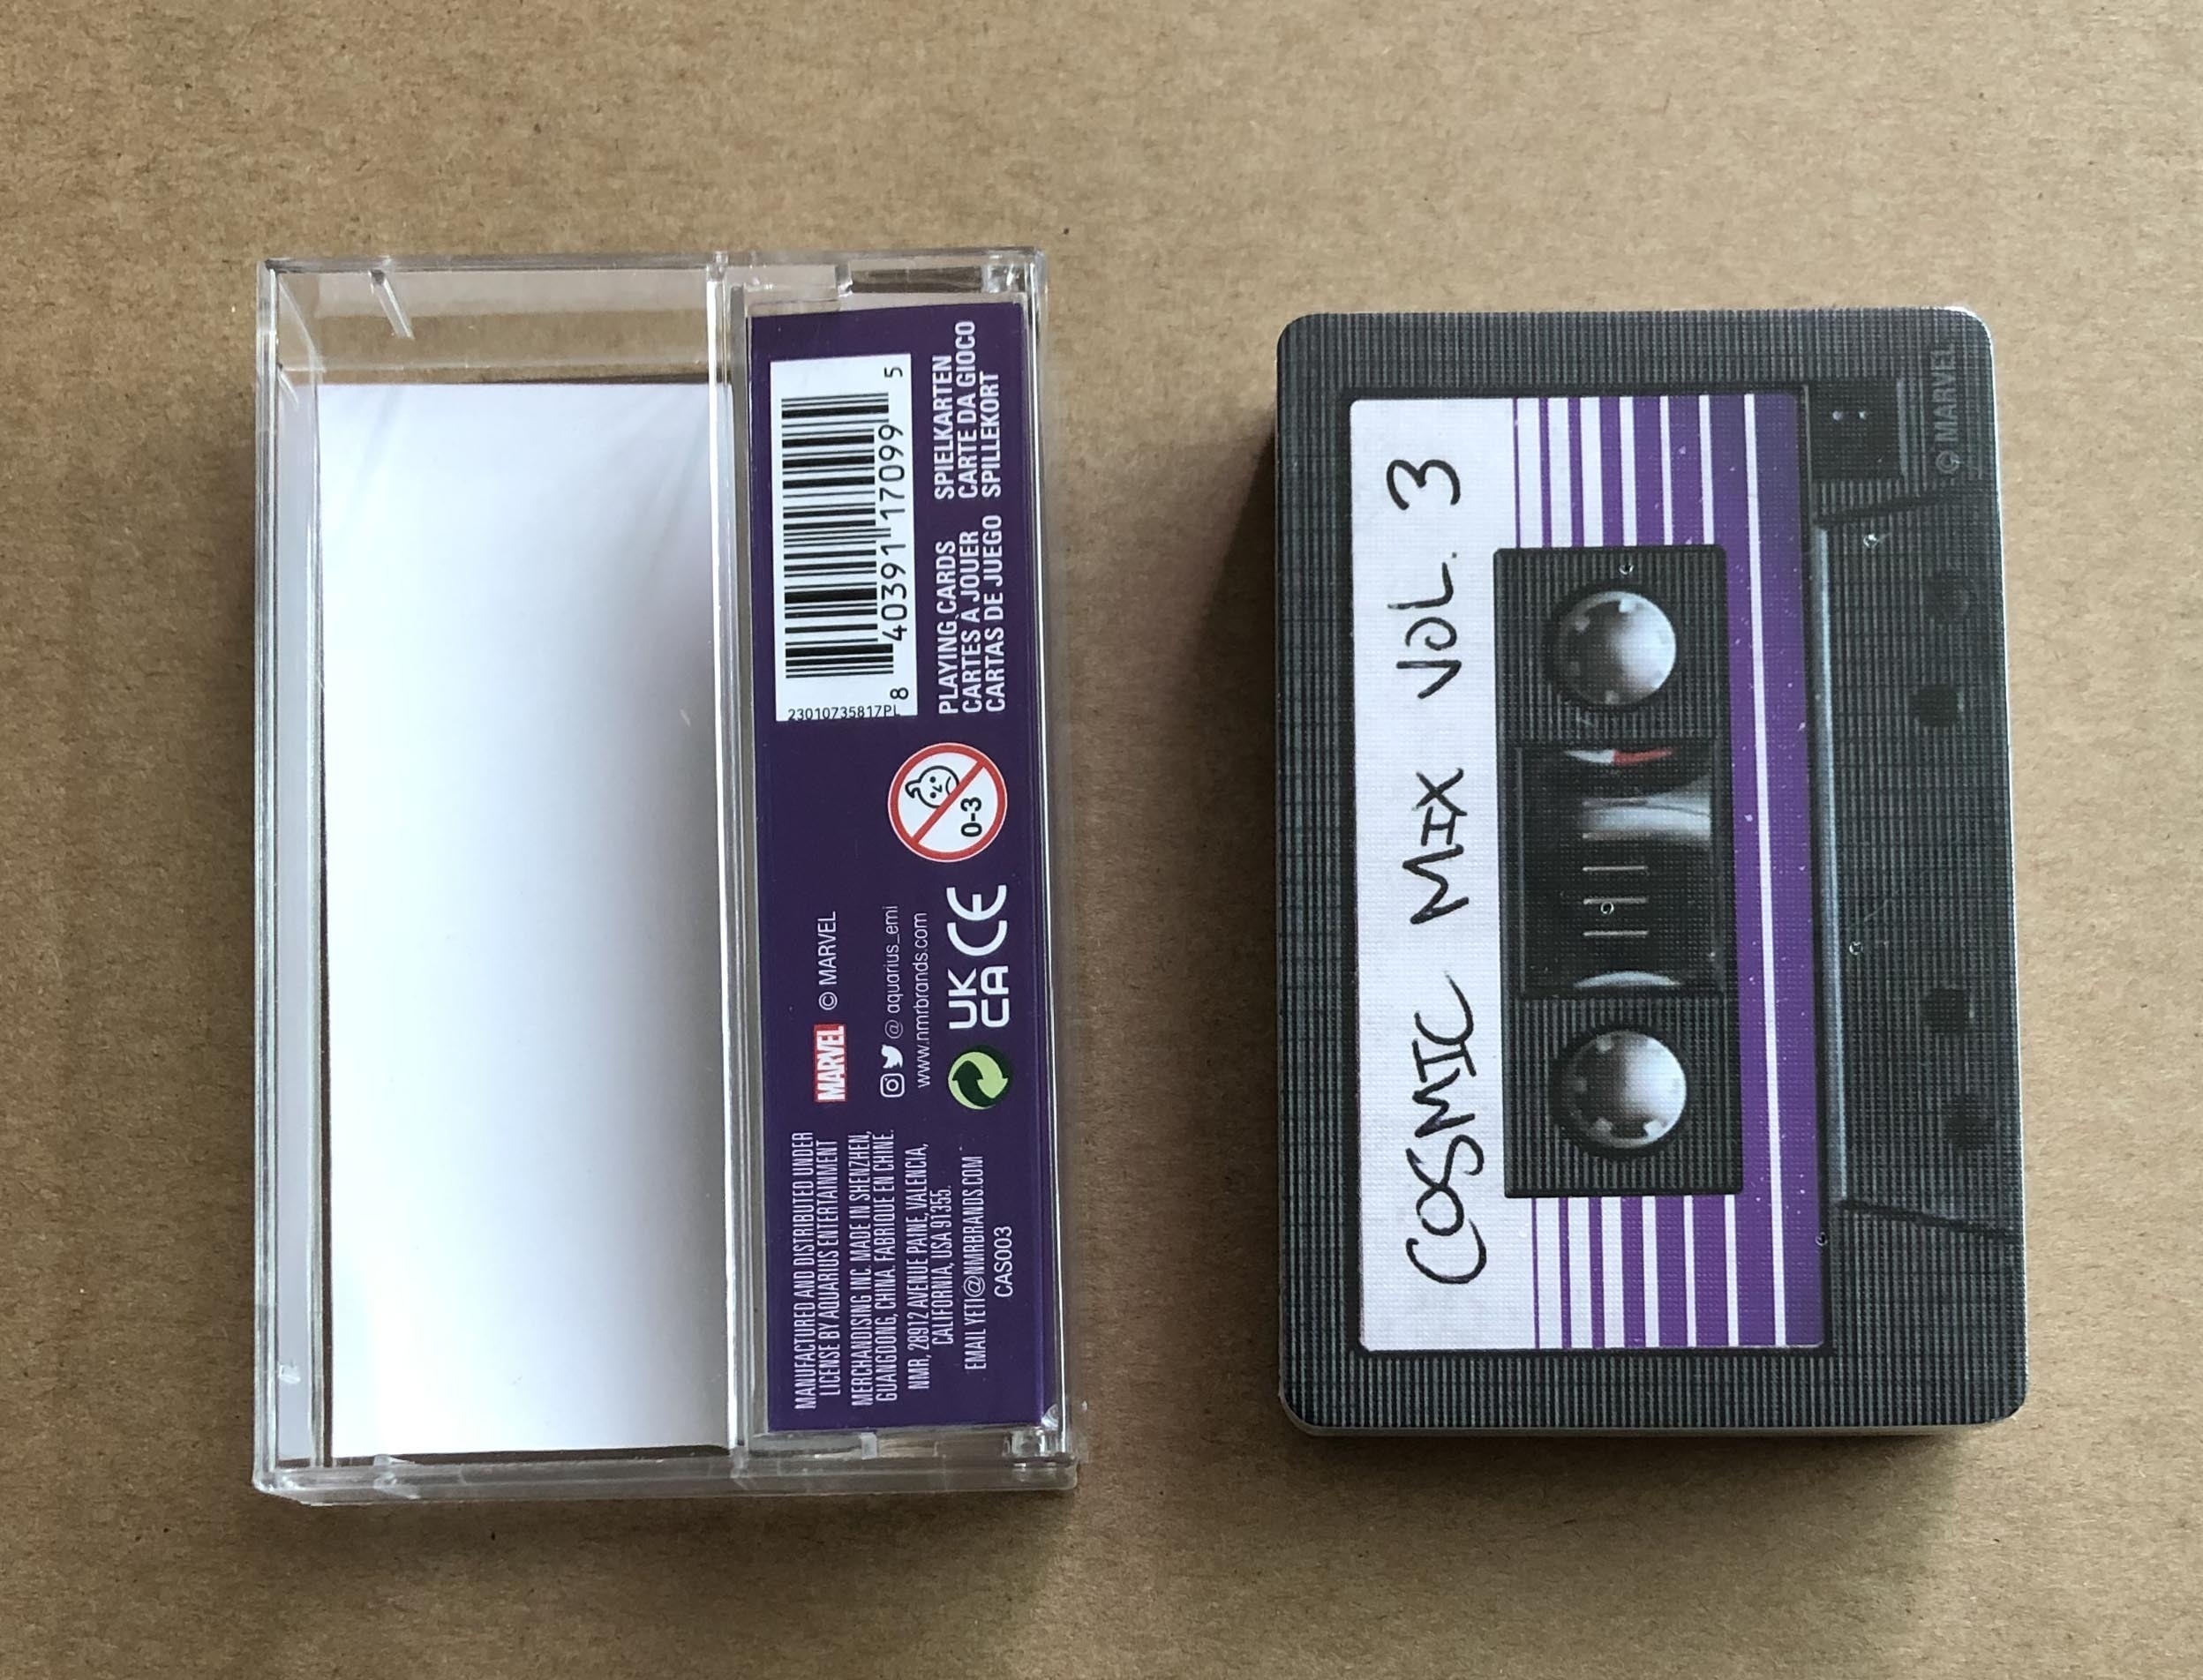 MANUFACTURED AND DISTRIBUTED UNDER
LICENSE BY AQUARIUS ENTERTAINMENT
MERCHANDISING INC. MADE IN SHENZHEN,
GUANGDONG, CHINA. FABRIQUE EN CHINE.
NMR, 28912 AVENUE PAINE, VALENCIA,
CALIFORNIA, USA 91355.
EMAIL YETI@NMRBRANDS.COM
CAS003
MARVEL © MARVEL
@ aquarius_emi
www.nmrbrands.com
UK
CA CE
0-3
23010735817PL
8 40391 17099 5
PLAYING CARDS SPIELKARTEN
CARTES A JOUER CARTE DA GIOCO
CARTAS DE JUEGO SPILLEKORT
COSMIC MIX VOL. 3
© MARVEL